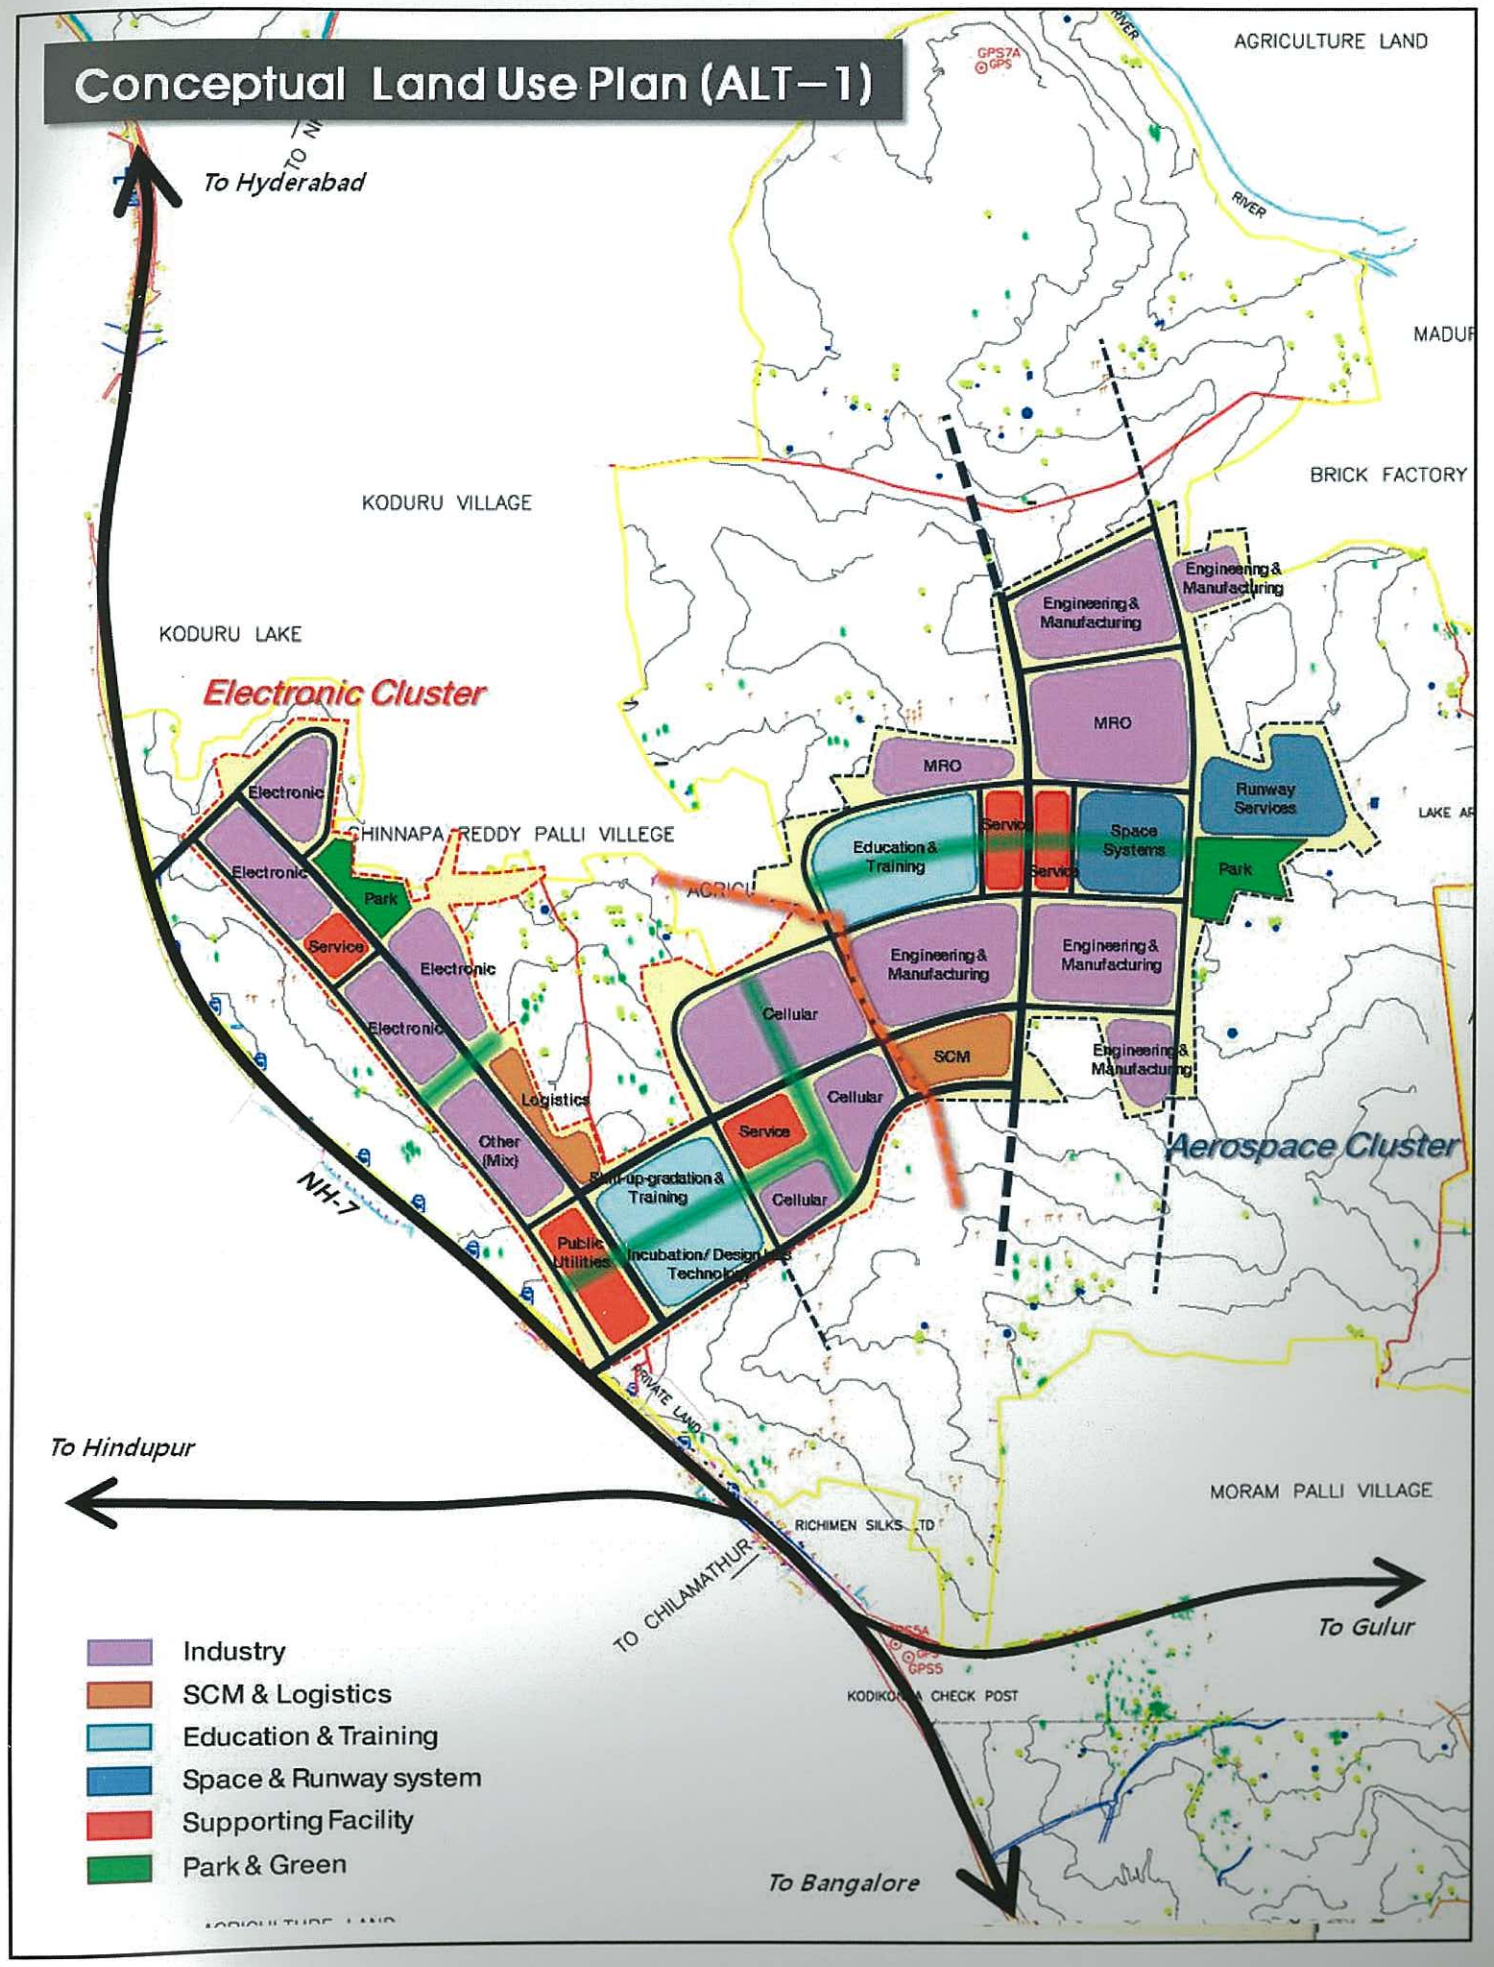 RIVER
AGRICULTURE LAND
GPS7A
GPS
Conceptual Land Use Plan (ALT-1)
To Hyderabad
RIVER
KODURU VILLAGE
BRICK FACTORY
Engineering &
Manufacturing
Engineering &
Manufacturing
KODURU LAKE
Electronic Cluster
MRO
MRO
Electronic
Runway
Services
CHINNAPA REDDY PALLI VILLEGE
Service
Space
Systems
Education &
Training
Service
Electronic
Park
Park
Service
Electronic
Engineering &
Manufacturing
Engineering &
Manufacturing
Cellular
Electronic
SCM
Engineering &
Manufacturing
Logistics
Cellular
Service
Other
(Mix)
Aerospace Cluster
NH-7
Training
Cellular
Public
Utilities
Incubation/ Design
PRIVATE LAND
To Hindupur
MORAM PALLI VILLAGE
RICHIMEN SILKS LTD
TO CHILAMATHUR
To Gulur
GPS5
CHECK POST
Industry
SCM & Logistics
Education & Training
Space & Runway system
Supporting Facility
Park & Green
To Bangalore